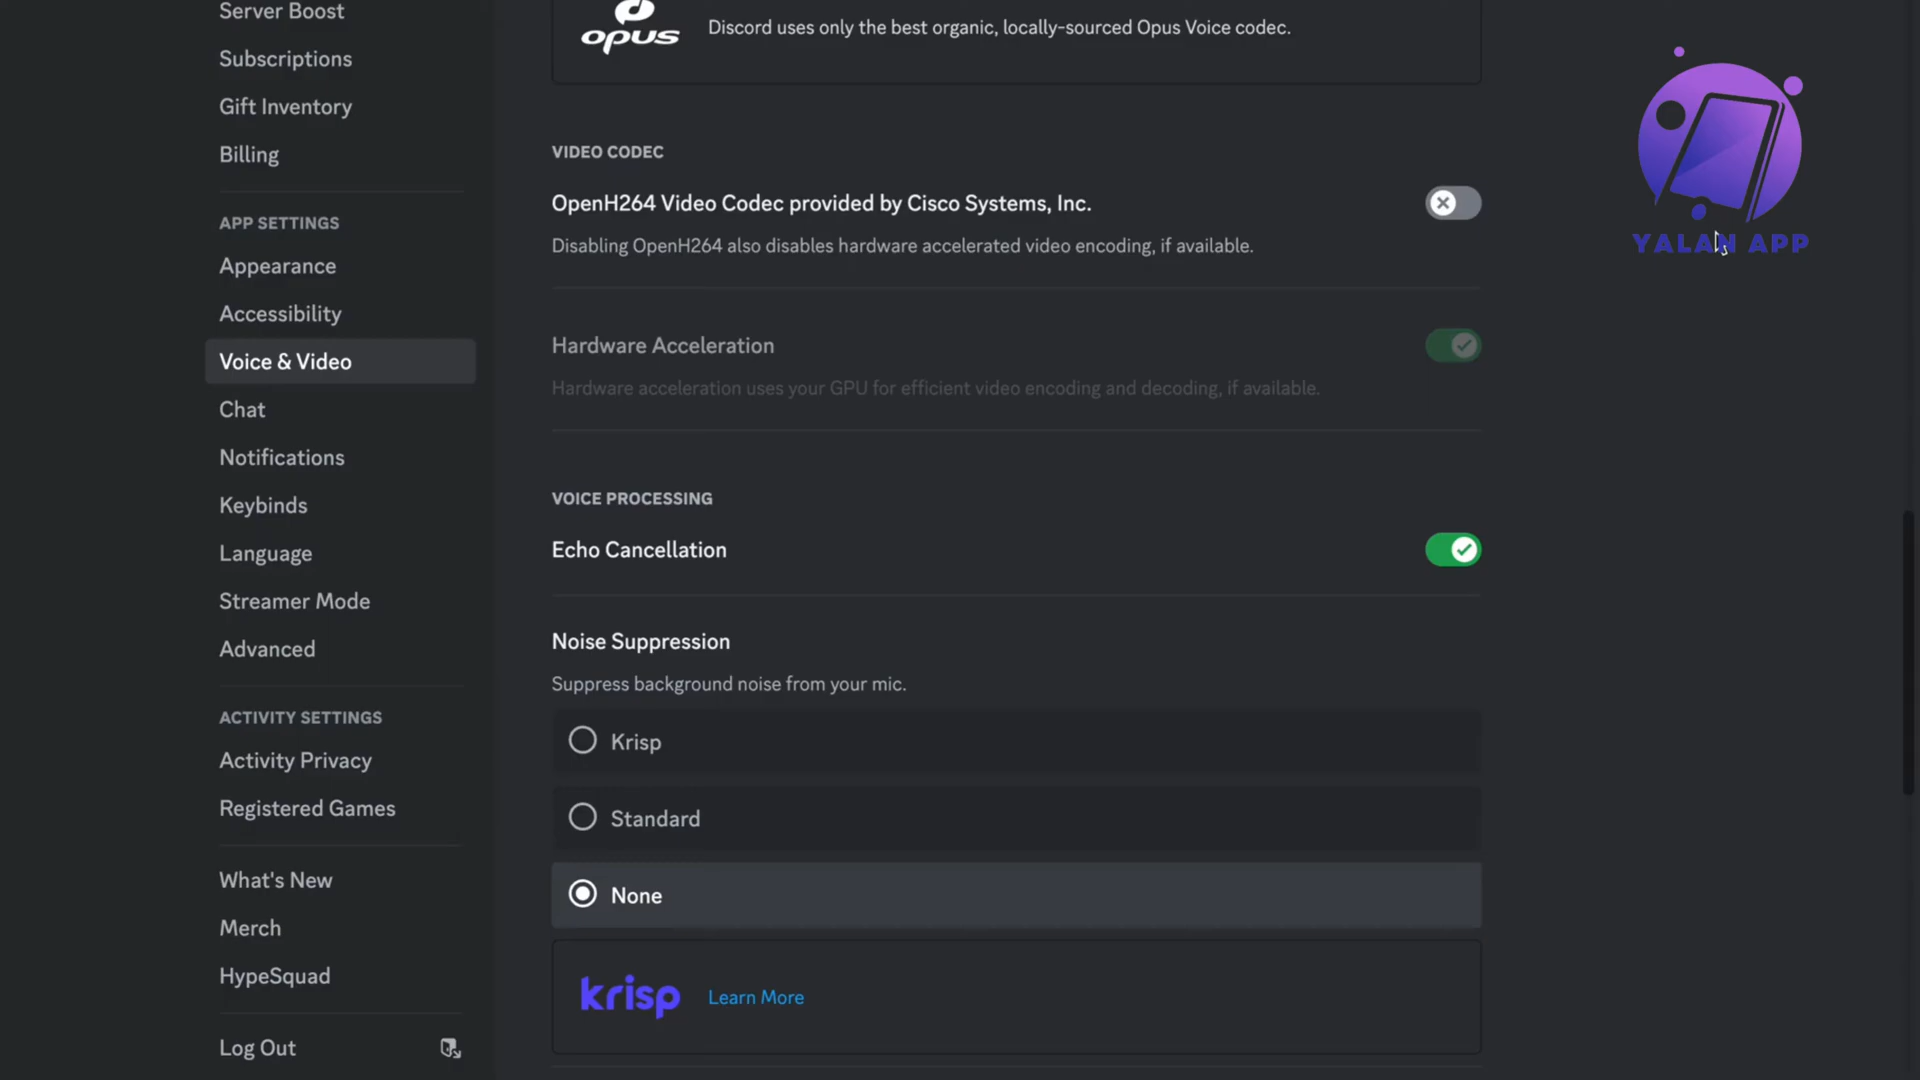 Server Boost
Subscriptions
Gift Inventory
Billing
APP SETTINGS
Appearance
Accessibility
Voice & Video
Chat
Notifications
Keybinds
Language
Streamer Mode
Advanced
ACTIVITY SETTINGS
Activity Privacy
Registered Games
What's New
Merch
HypeSquad
Log Out
opus
Discord uses only the best organic, locally-sourced Opus Voice codec.
VIDEO CODEC
OpenH264 Video Codec provided by Cisco Systems, Inc.
Disabling OpenH264 also disables hardware accelerated video encoding, if available.
Hardware Acceleration
Hardware acceleration uses your GPU for efficient video encoding and decoding, if available.
VOICE PROCESSING
Echo Cancellation
Noise Suppression
Suppress background noise from your mic.
Krisp
Standard
None
krisp
Learn More
YALAN APP